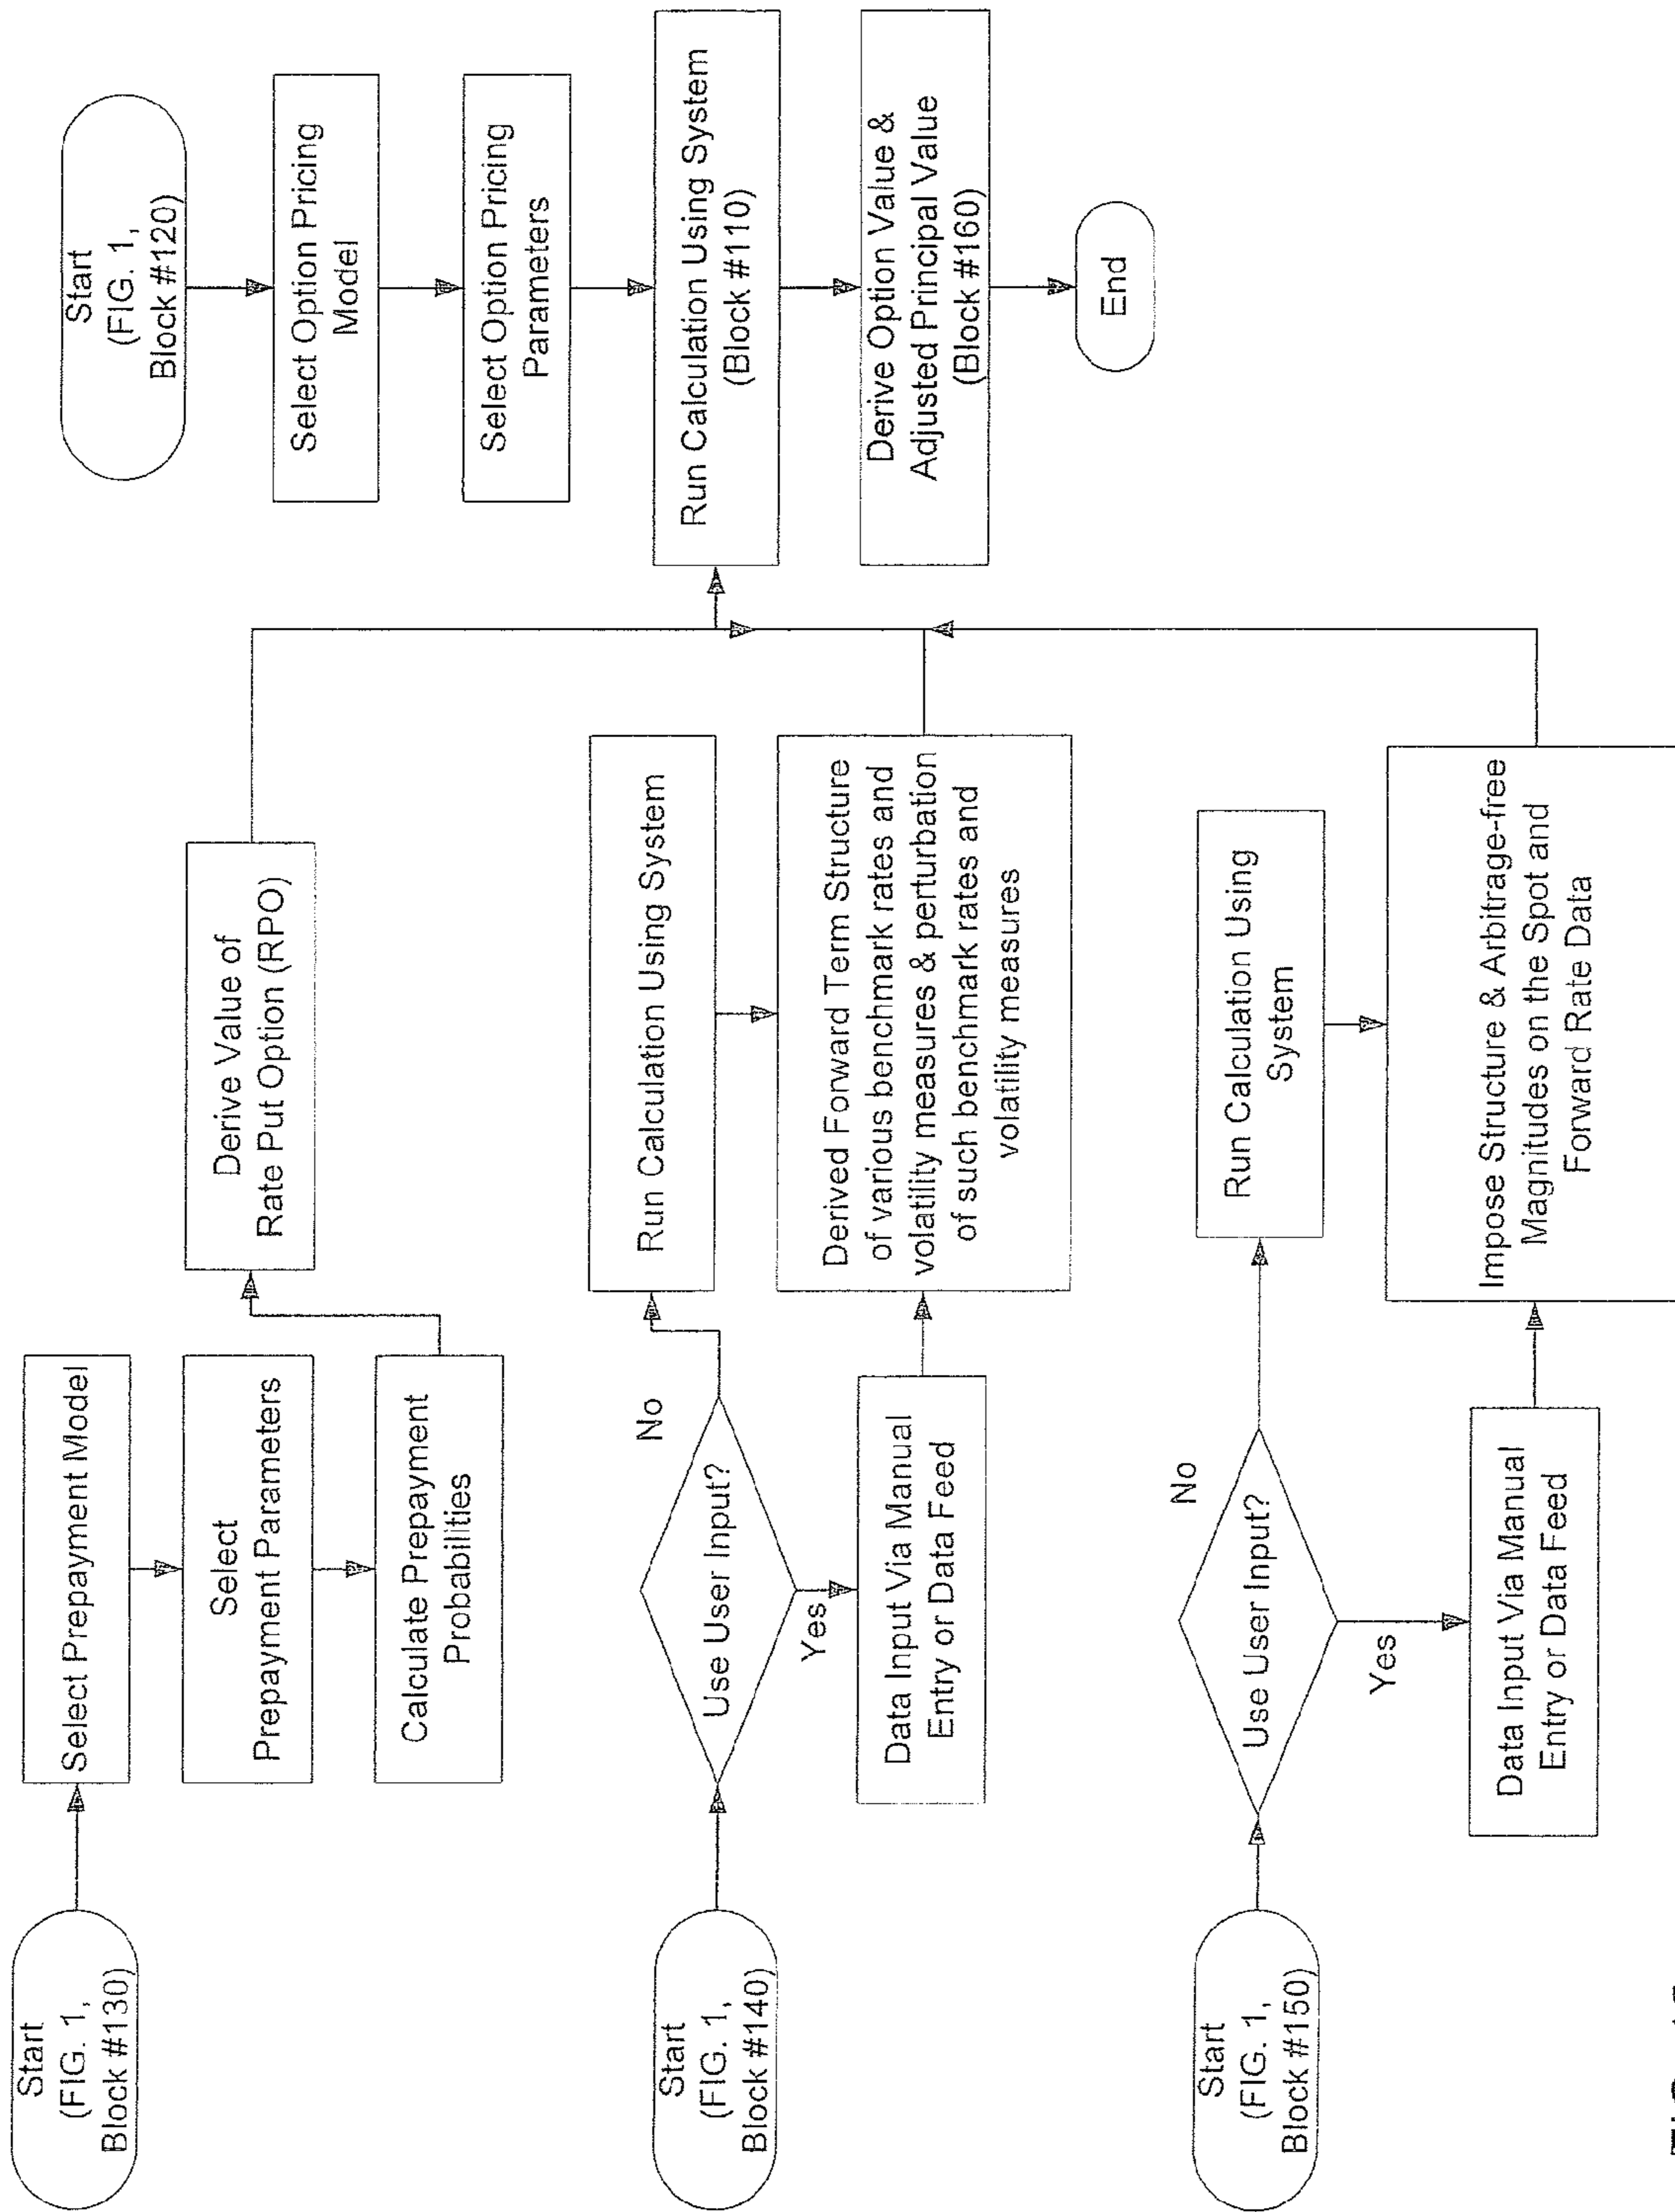 Start
(FIG. 1,
Block #130)
Select Prepayment Model
Select
Prepayment Parameters
Calculate Prepayment
Probabilities
Derive Value of
Rate Put Option (RPO)
Start
(FIG. 1,
Block #120)
Select Option Pricing
Model
Select Option Pricing
Parameters
Run Calculation Using System
(Block #110)
Derive Option Value &
Adjusted Principal Value
(Block #160)
End
Start
(FIG. 1,
Block #140)
Use User Input?
No
Yes
Run Calculation Using System
Data Input Via Manual
Entry or Data Feed
Derived Forward Term Structure
of various benchmark rates and
volatility measures & perturbation
of such benchmark rates and
volatility measures
Start
(FIG. 1,
Block #150)
Use User Input?
No
Yes
Run Calculation Using
System
Data Input Via Manual
Entry or Data Feed
Impose Structure & Arbitrage-free
Magnitudes on the Spot and
Forward Rate Data